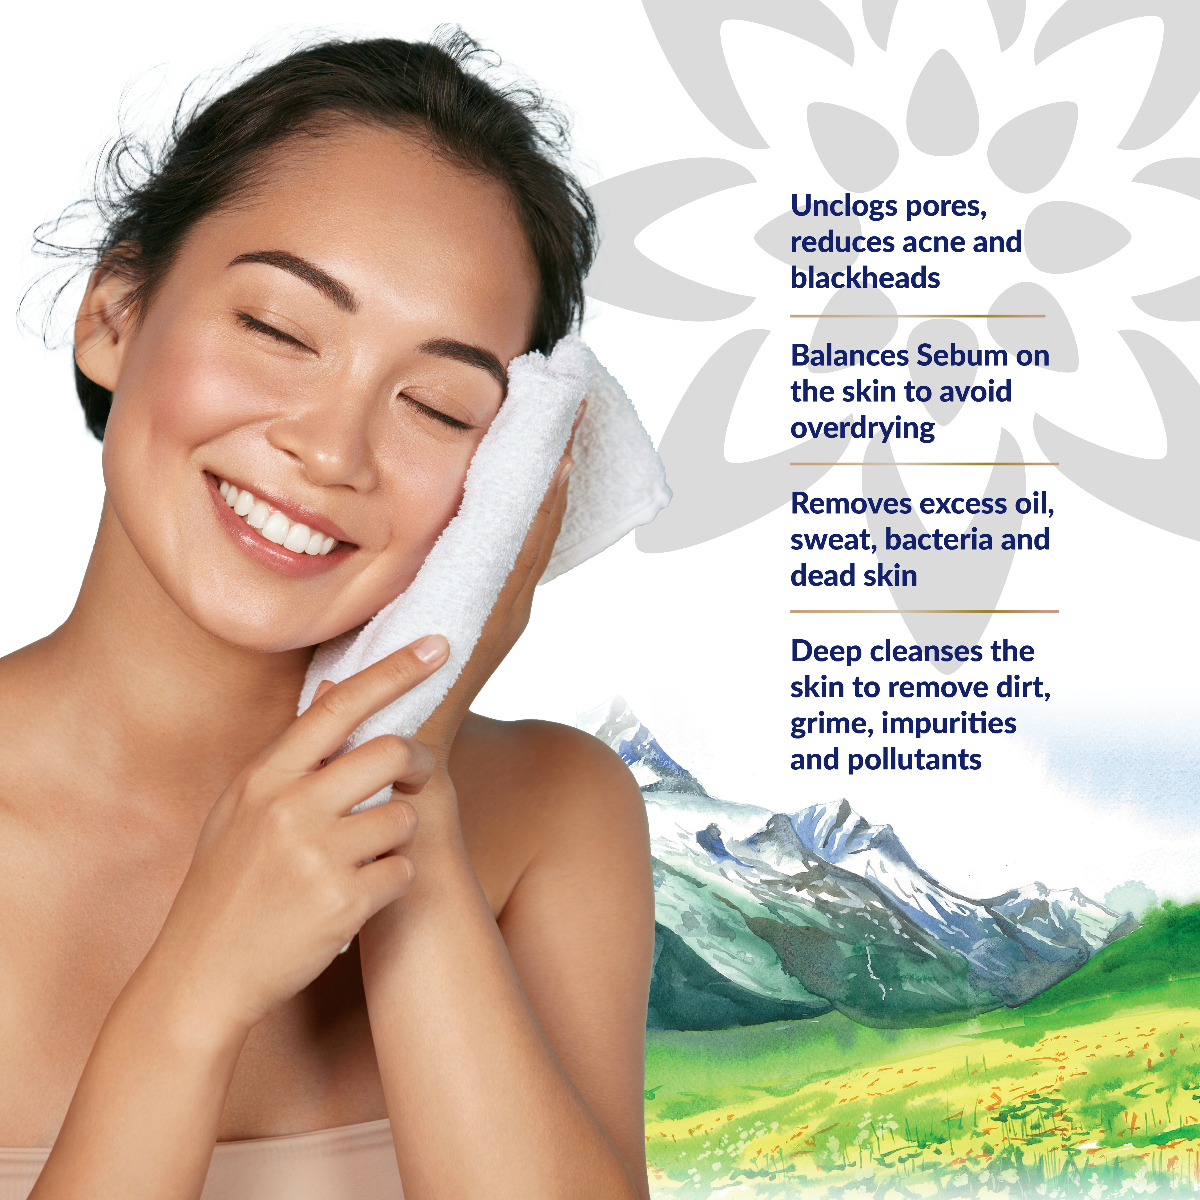 Unclogs pores,
reduces acne and
blackheads
Balances Sebum on
the skin to avoid
overdrying
Removes excess oil,
sweat, bacteria and
dead skin
Deep cleanses the
skin to remove dirt,
grime, impurities
and pollutants